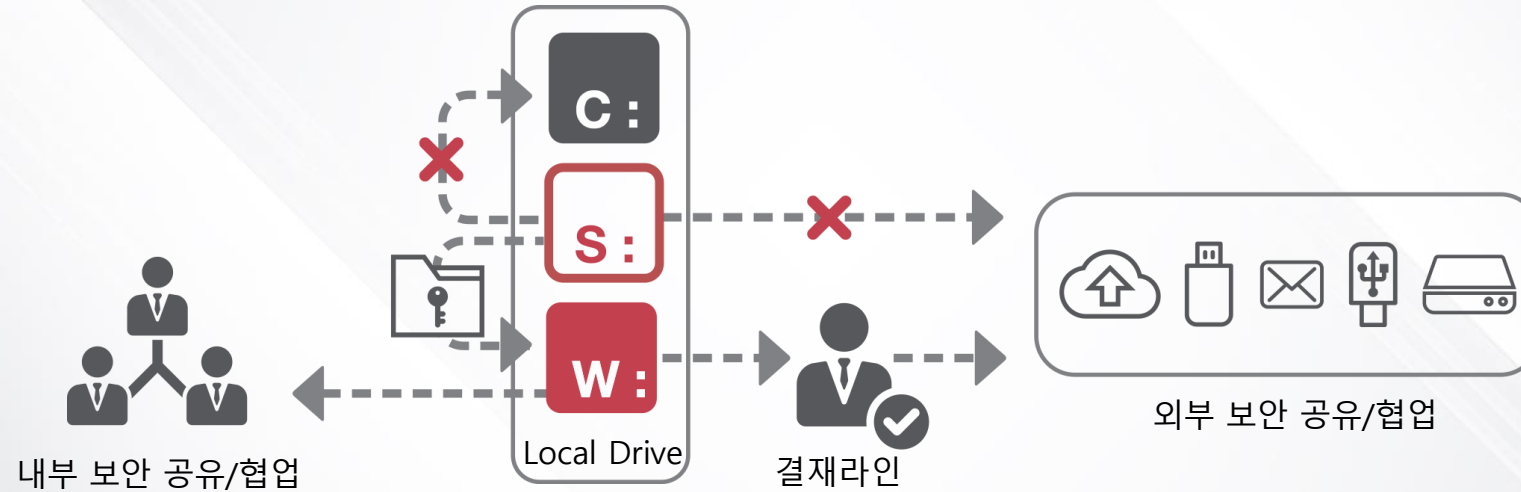 C :
S :
W :
Local Drive
내부 보안 공유/협업
결재라인
외부 보안 공유/협업